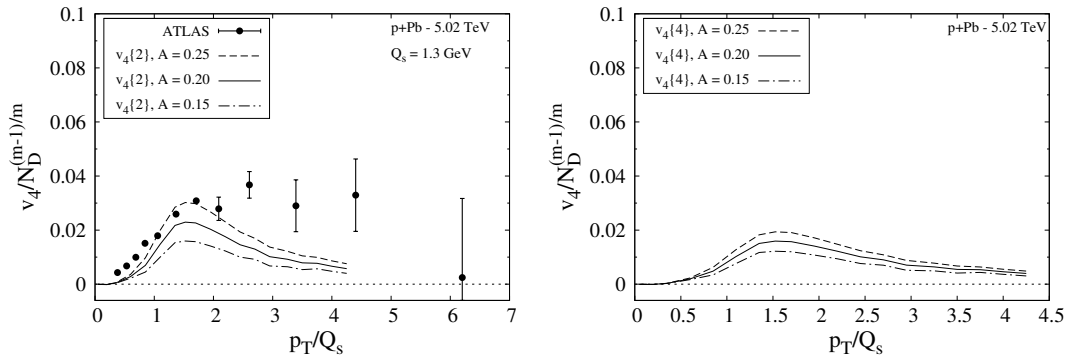 ATLAS
v4{2}, A = 0.25
v4{2}, A = 0.20
v4{2}, A = 0.15
p+Pb - 5.02 TeV
Qs = 1.3 GeV
0.1
0.08
0.06
0.04
0.02
0
v4/ND(m-1)/m
0 1 2 3 4 5 6 7
pT/Qs
v4{4}, A = 0.25
v4{4}, A = 0.20
v4{4}, A = 0.15
p+Pb - 5.02 TeV
0.1
0.08
0.06
0.04
0.02
0
v4/ND(m-1)/m
0 0.5 1 1.5 2 2.5 3 3.5 4 4.5
pT/Qs